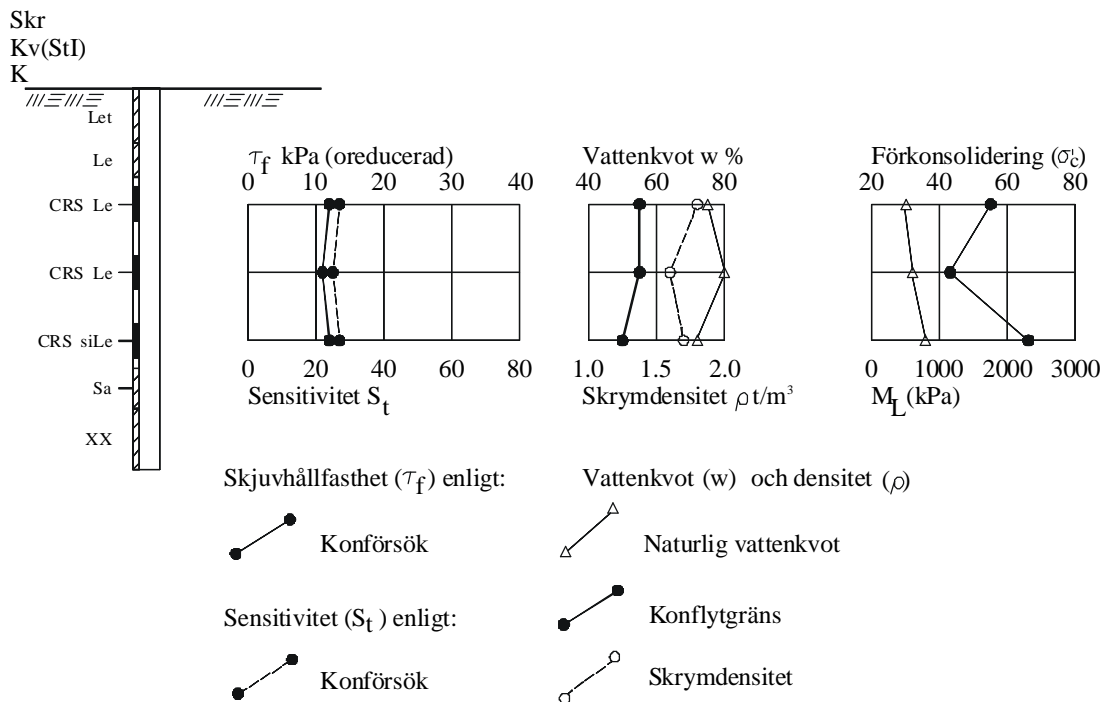 Skr
Kv(StI)
K
Let
Le
CRS Le
CRS Le
CRS siLe
Sa
XX
τf kPa (oreducerad)
0 10 20 30 40
0 20 40 60 80
Sensitivitet St
Vattenkvot w %
40 55 60 80
1.0 1.5 2.0
Skrymdensitet ρ t/m³
Förkonsolidering (σ'c)
20 40 60 80
0 1000 2000 3000
ML (kPa)
Skjuvhållfasthet (τf) enligt:
Konförsök
Sensitivitet (St) enligt:
Konförsök
Vattenkvot (w) och densitet (ρ)
Naturlig vattenkvot
Konflytgräns
Skrymdensitet